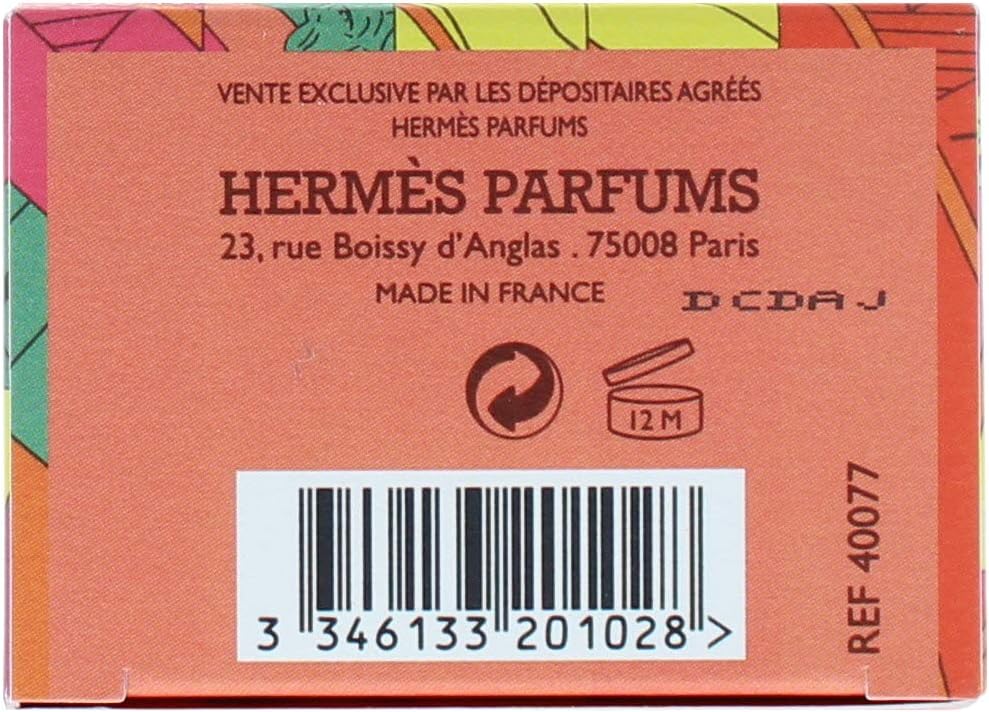 VENTE EXCLUSIVE PAR LES DÉPOSITAIRES AGRÉÉS
HERMÈS PARFUMS
HERMÈS PARFUMS
23, rue Boissy d'Anglas . 75008 Paris
MADE IN FRANCE
DCDAJ
12 M
REF 40077
3 346133 201028 >